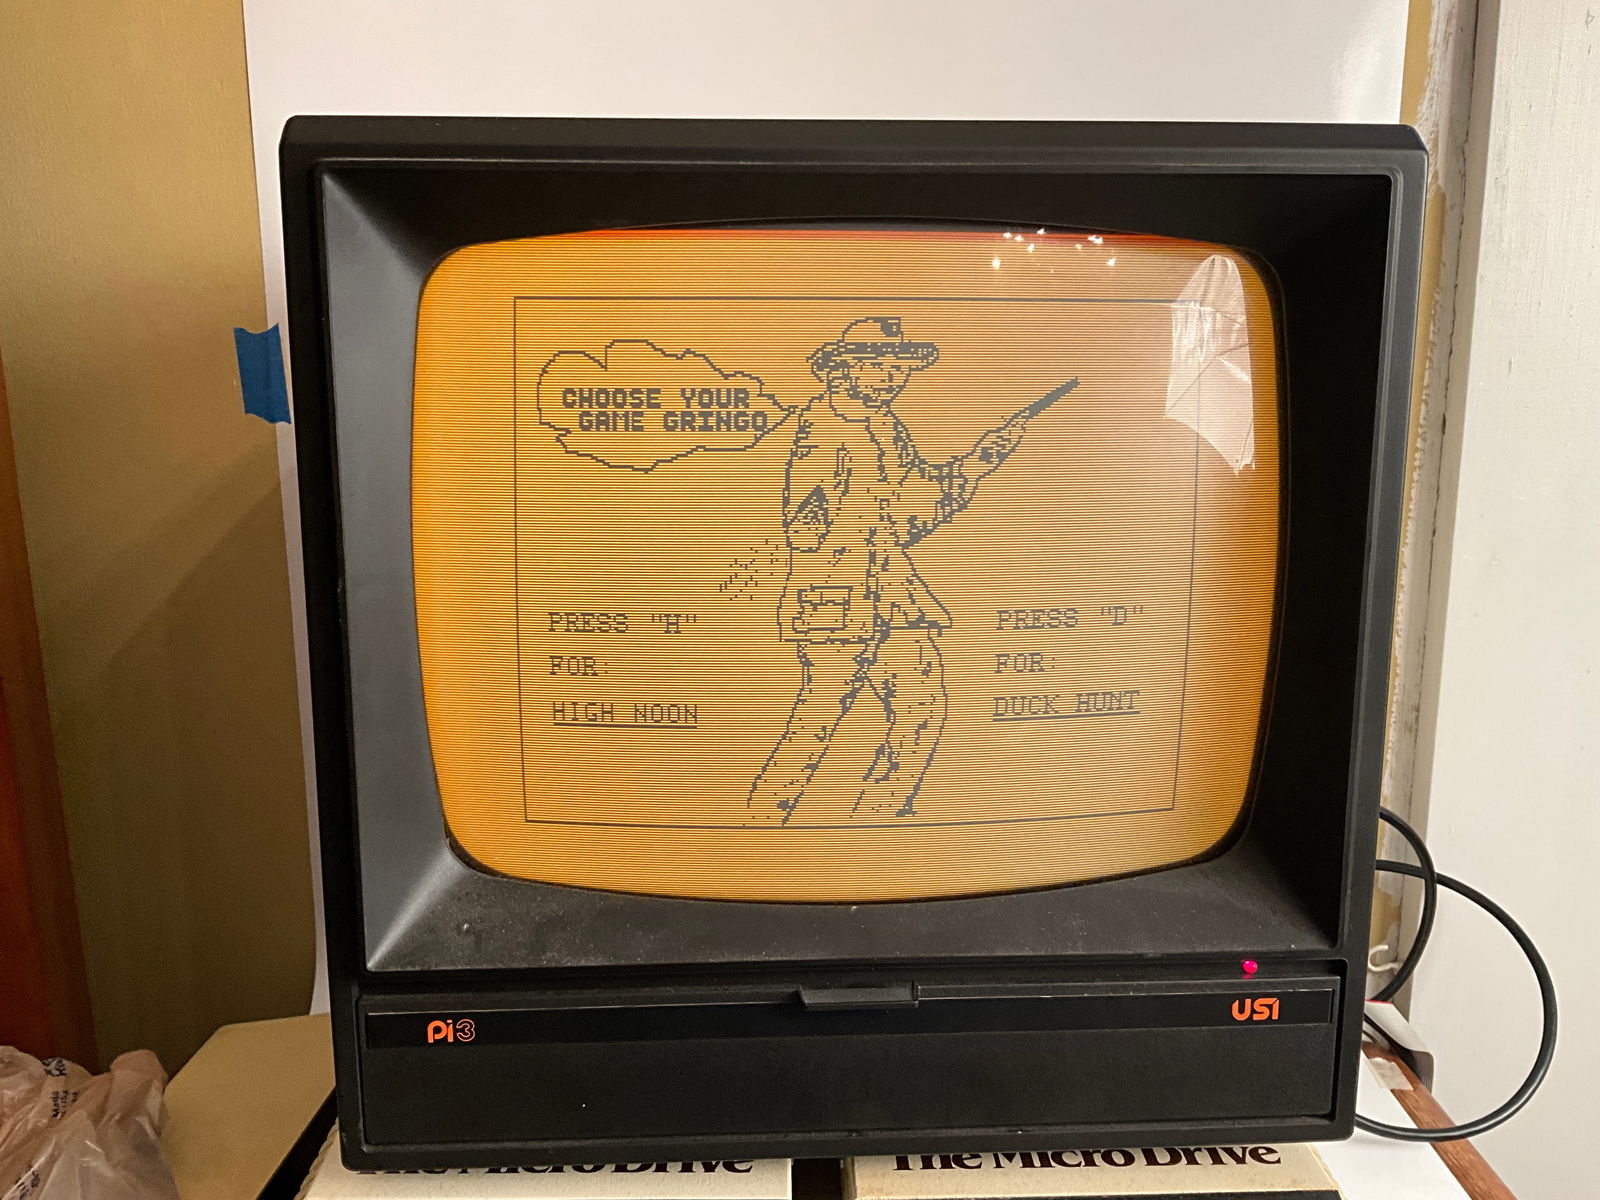 CHOOSE YOUR
GAME GRINGO
PRESS "H"
FOR:
HIGH NOON
PRESS "D"
FOR:
DUCK HUNT
Pi3
USI
The Micro Drive
The Micro Drive